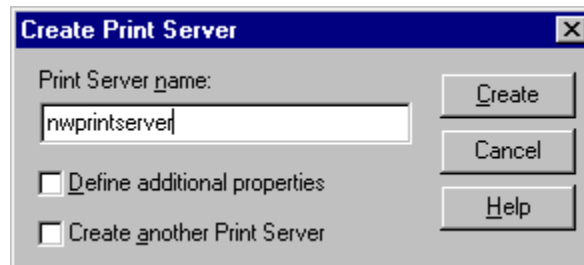 Create Print Server
Print Server name:
Create
nwprintserver
Cancel
Define additional properties
Help
Create another Print Server